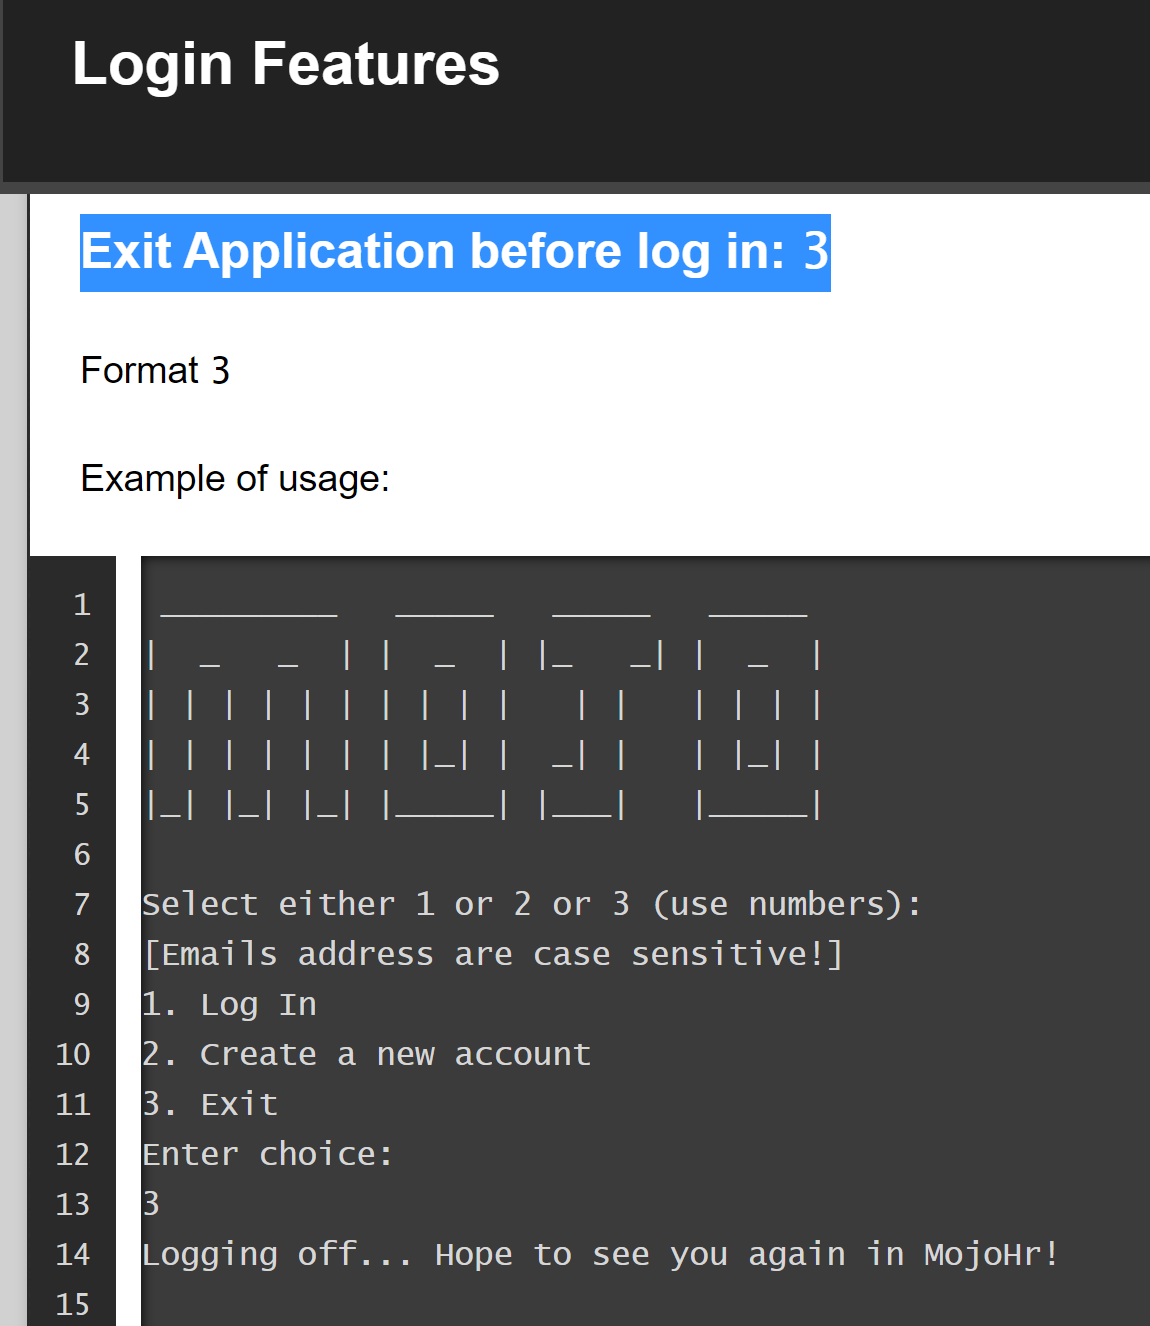 Login Features
Exit Application before log in: 3
Format 3
Example of usage:
1  _________   _____   _____   _____
2 |  _   _  | |  _  | |_   _| |  _  |
3 | | | | | | | | | |   | |   | | | |
4 | | | | | | | |_| |  _| |   | |_| |
5 |_| |_| |_| |_____| |___|   |_____|
6
7 Select either 1 or 2 or 3 (use numbers):
8 [Emails address are case sensitive!]
9 1. Log In
10 2. Create a new account
11 3. Exit
12 Enter choice:
13 3
14 Logging off... Hope to see you again in MojoHr!
15